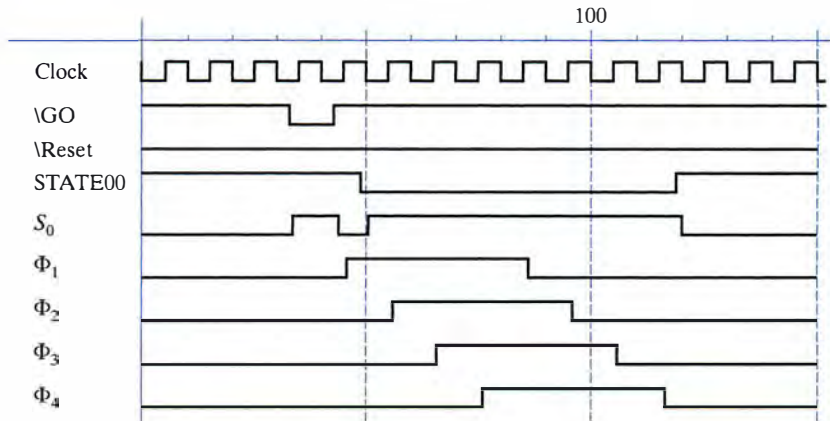 100
Clock
\GO
\Reset
STATE00
S₀
Φ₁
Φ₂
Φ₃
Φ₄